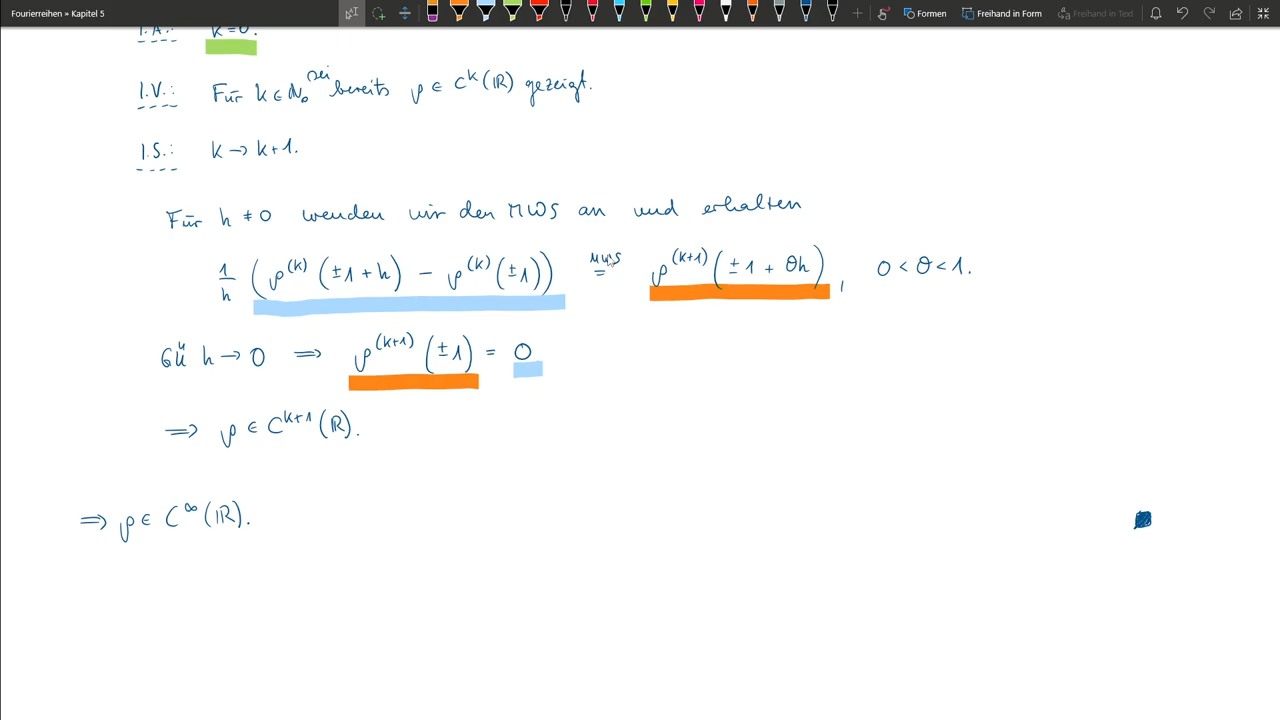 Fourierreihen » Kapitel 5
Formen
Freihand in Form
Freihand in Text
I.A.: k=0.
I.V.: Für k ∈ ℕ₀ sei bereits ρ ∈ C^k(ℝ) gezeigt.
I.S.: k → k+1.
Für h ≠ 0 wenden wir den MWS an und erhalten
1/h (ρ^(k)(±1+h) − ρ^(k)(±1)) =^MWS ρ^(k+1)(±1 + θh), 0 < θ < 1.
GÜ h → 0 ⟹ ρ^(k+1)(±1) = 0
⟹ ρ ∈ C^(k+1)(ℝ).
⟹ ρ ∈ C^∞(ℝ).